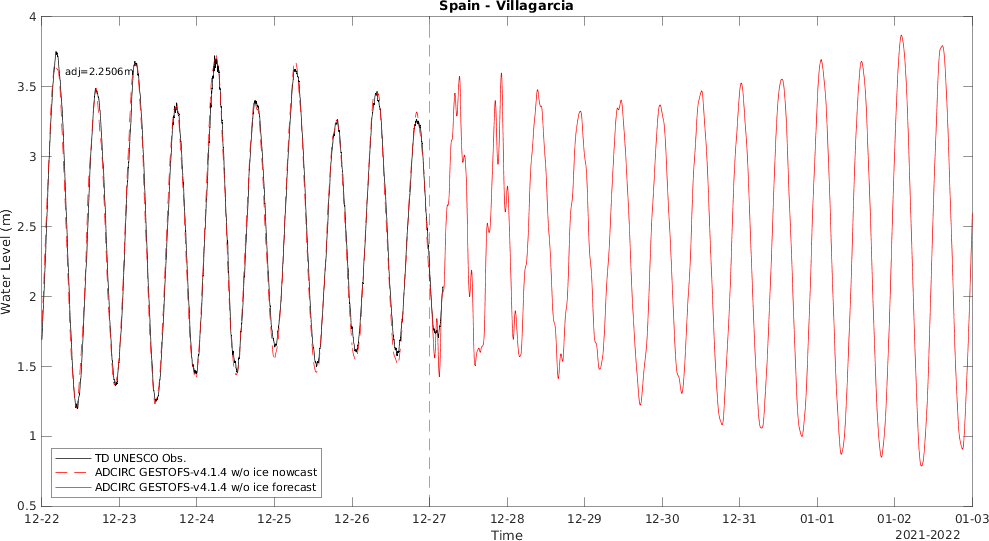 Spain - Villagarcia
4
3.5
3
2.5
2
1.5
1
0.5
Water Level (m)
adj=2.2506m
TD UNESCO Obs.
ADCIRC GESTOFS-v4.1.4 w/o ice nowcast
ADCIRC GESTOFS-v4.1.4 w/o ice forecast
12-22 12-23 12-24 12-25 12-26 12-27 12-28 12-29 12-30 12-31 01-01 01-02 01-03
Time
2021-2022